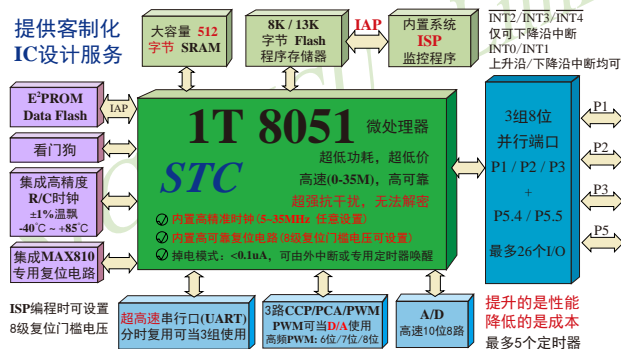 提供客制化
IC设计服务
大容量 512
字节 SRAM
8K / 13K
字节 Flash
程序存储器
IAP
内置系统
ISP
监控程序
INT2/INT3/INT4
仅可下降沿中断
INT0/INT1
上升沿/下降沿中断均可
E²PROM
Data Flash
IAP
看门狗
集成高精度
R/C时钟
±1%温飘
-40℃ ~ +85℃
集成MAX810
专用复位电路
ISP编程时可设置
8级复位门槛电压
1T 8051 微处理器
STC
超低功耗，超低价
高速(0-35M)，高可靠
超强抗干扰，无法解密
内置高精准时钟(5~35MHz 任意设置)
内置高可靠复位电路(8级复位门槛电压可设置)
掉电模式：<0.1uA，可由外中断或专用定时器唤醒
3组8位
并行端口
P1 / P2 / P3
+
P5.4 / P5.5
最多26个I/O
P1
P2
P3
P5
超高速串行口(UART)
分时复用可当3组使用
3路CCP/PCA/PWM
PWM可当D/A使用
高频PWM: 6位/7位/8位
A/D
高速10位8路
提升的是性能
降低的是成本
最多5个定时器